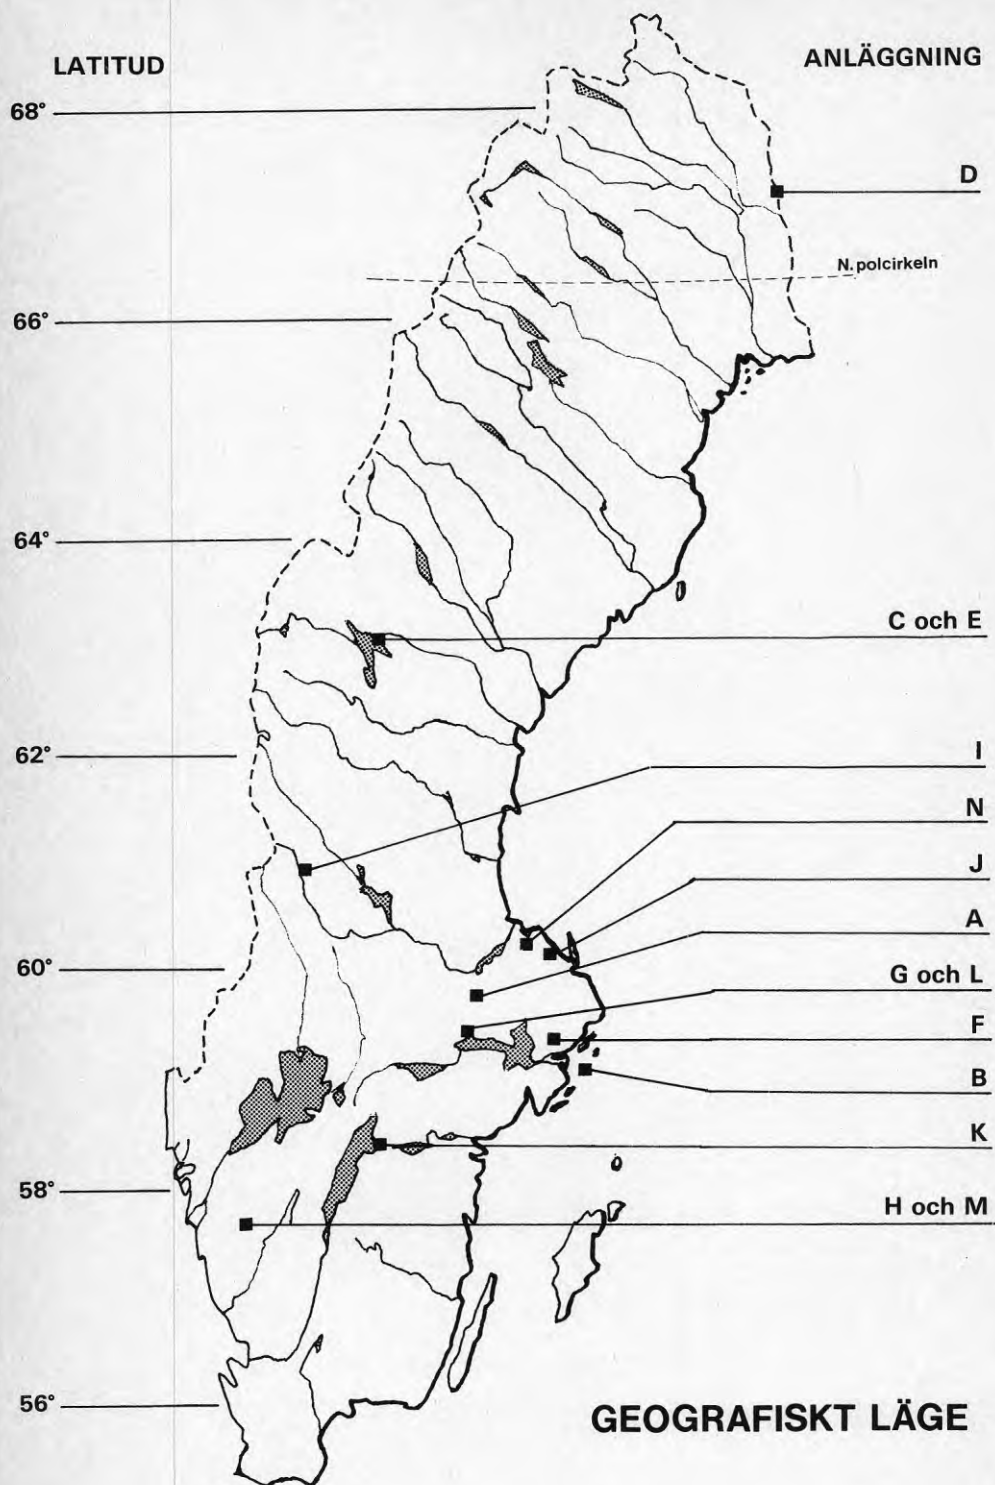 LATITUD
ANLÄGGNING
68°
D
N. polcirkeln
66°
64°
C och E
62°
I
N
J
A
60°
G och L
F
B
K
58°
H och M
56°
GEOGRAFISKT LÄGE